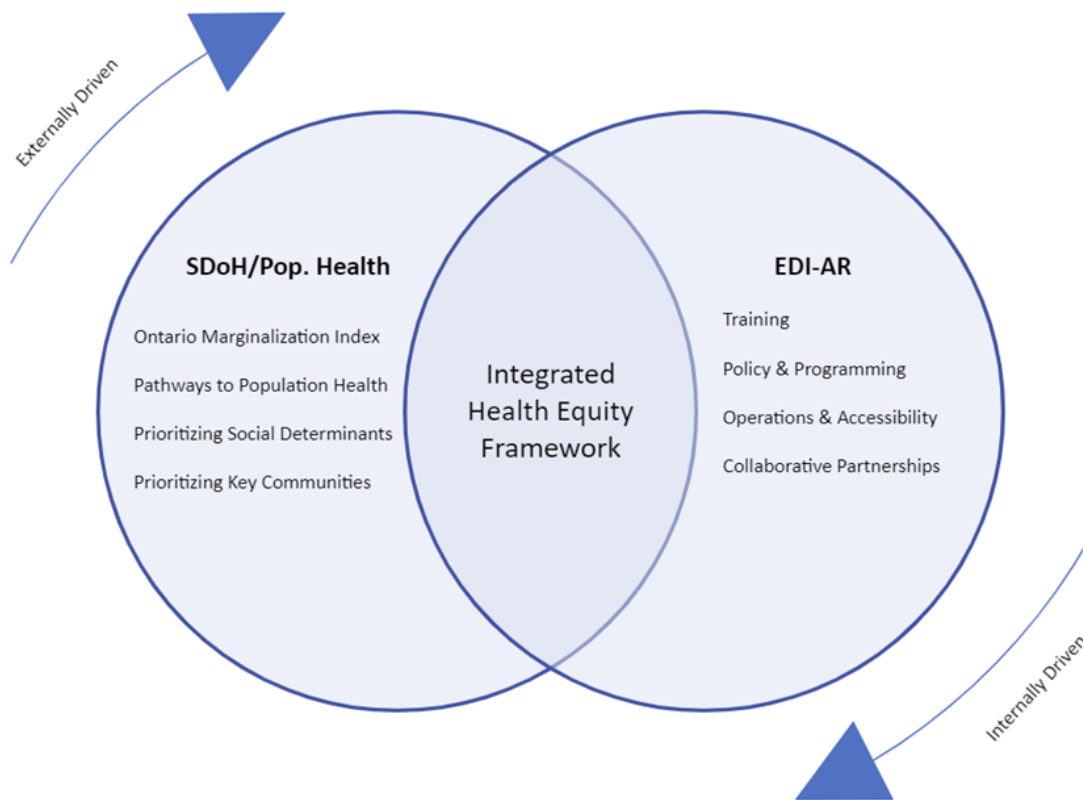 Externally Driven
SDoH/Pop. Health
Ontario Marginalization Index
Pathways to Population Health
Prioritizing Social Determinants
Prioritizing Key Communities
Integrated
Health Equity
Framework
EDI-AR
Training
Policy & Programming
Operations & Accessibility
Collaborative Partnerships
Internally Driven